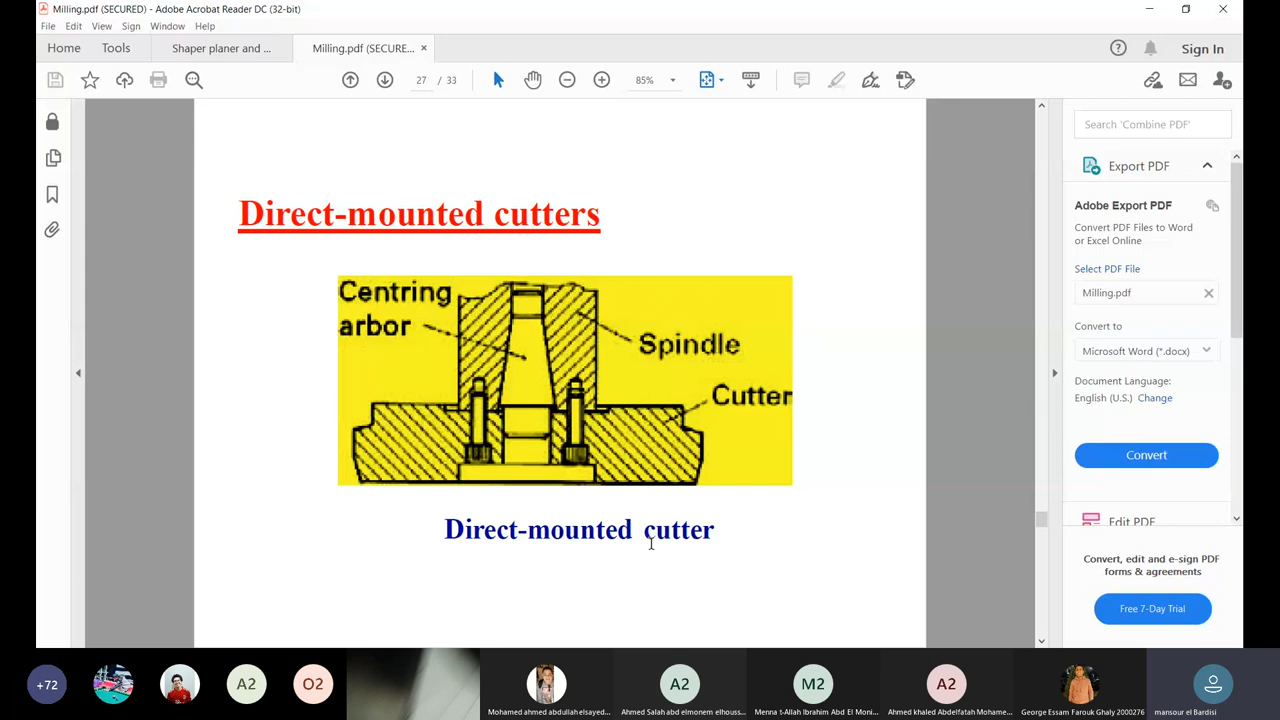 Milling.pdf (SECURED) - Adobe Acrobat Reader DC (32-bit)
File Edit View Sign Window Help
Home Tools Shaper planer and ... Milling.pdf (SECURE... × Sign In
27 / 33 85%
Direct-mounted cutters
Centring
arbor
Spindle
Cutter
Direct-mounted cutter
Search 'Combine PDF'
Export PDF
Adobe Export PDF
Convert PDF Files to Word
or Excel Online
Select PDF File
Milling.pdf
Convert to
Microsoft Word (*.docx)
Document Language:
English (U.S.) Change
Convert
Edit PDF
Convert, edit and e-sign PDF
forms & agreements
Free 7-Day Trial
+72 A2 O2 A2 M2 A2
Mohamed ahmed abdullah elsayed... Ahmed Salah abd elmonem elhouss... Menna t-Allah Ibrahim Abd El Moni... Ahmed khaled Abdelfatah Mohame... George Essam Farouk Ghaly 2000276 mansour el Bardisi